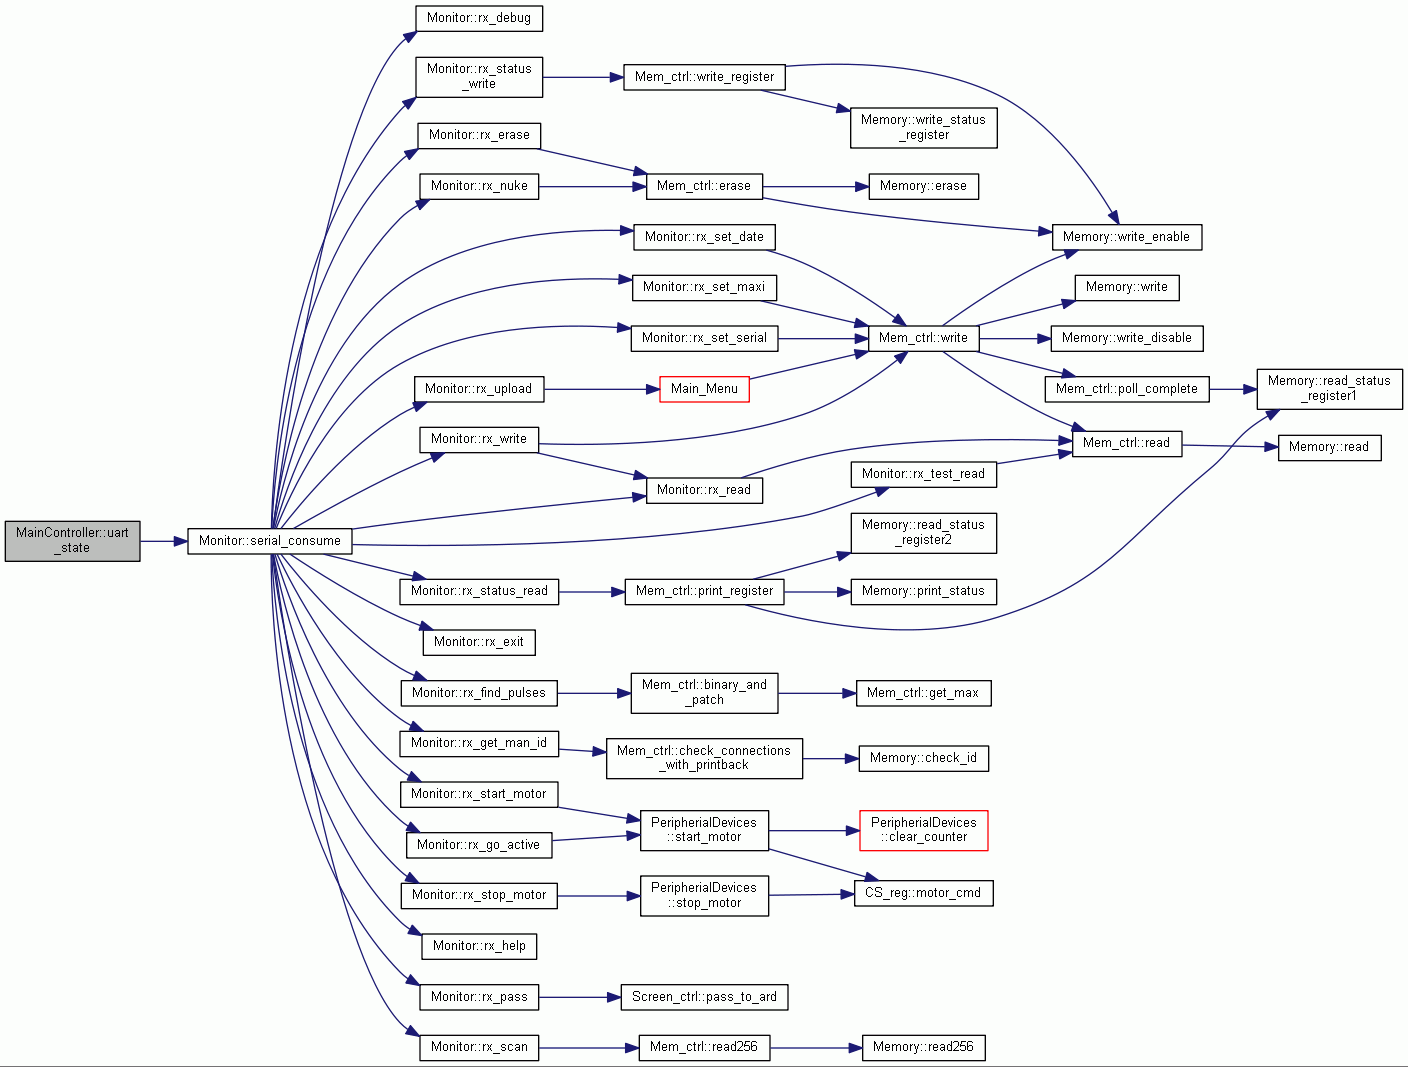 Monitor::rx_debug
Monitor::rx_status
_write
Mem_ctrl::write_register
Memory::write_status
_register
Monitor::rx_erase
Monitor::rx_nuke
Mem_ctrl::erase
Memory::erase
Monitor::rx_set_date
Memory::write_enable
Monitor::rx_set_maxi
Memory::write
Monitor::rx_set_serial
Mem_ctrl::write
Memory::write_disable
Monitor::rx_upload
Main_Menu
Mem_ctrl::poll_complete
Memory::read_status
_register1
Monitor::rx_write
Mem_ctrl::read
Memory::read
Monitor::rx_test_read
Monitor::rx_read
MainController::uart
_state
Monitor::serial_consume
Memory::read_status
_register2
Monitor::rx_status_read
Mem_ctrl::print_register
Memory::print_status
Monitor::rx_exit
Monitor::rx_find_pulses
Mem_ctrl::binary_and
_patch
Mem_ctrl::get_max
Monitor::rx_get_man_id
Mem_ctrl::check_connections
_with_printback
Memory::check_id
Monitor::rx_start_motor
PeripherialDevices
::start_motor
PeripherialDevices
::clear_counter
Monitor::rx_go_active
Monitor::rx_stop_motor
PeripherialDevices
::stop_motor
CS_reg::motor_cmd
Monitor::rx_help
Monitor::rx_pass
Screen_ctrl::pass_to_ard
Monitor::rx_scan
Mem_ctrl::read256
Memory::read256